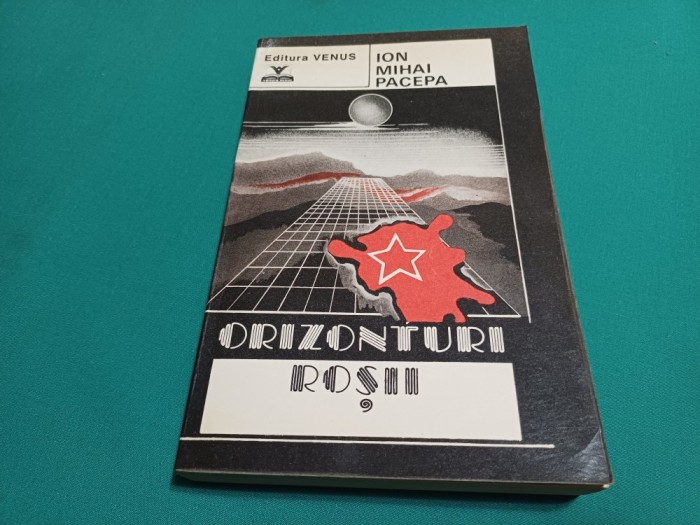 Editura VENUS
ION
MIHAI
PACEPA
ORIZONTURI
ROȘII